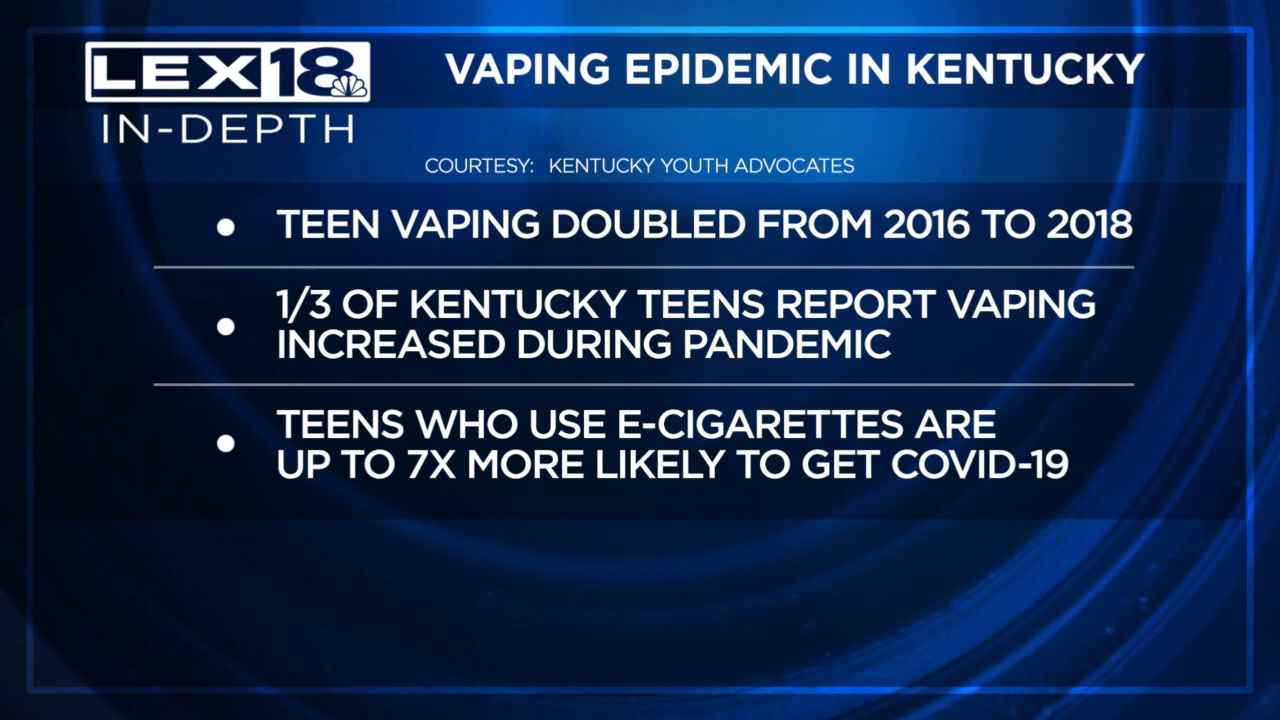 LEX18
IN-DEPTH
VAPING EPIDEMIC IN KENTUCKY
COURTESY: KENTUCKY YOUTH ADVOCATES
• TEEN VAPING DOUBLED FROM 2016 TO 2018
• 1/3 OF KENTUCKY TEENS REPORT VAPING
INCREASED DURING PANDEMIC
• TEENS WHO USE E-CIGARETTES ARE
UP TO 7X MORE LIKELY TO GET COVID-19